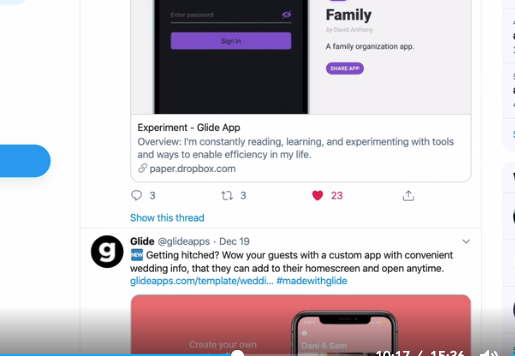 Enter password
Sign in
Family
by David Anthony
A family organization app.
SHARE APP
Experiment - Glide App
Overview: I'm constantly reading, learning, and experimenting with tools
and ways to enable efficiency in my life.
paper.dropbox.com
3 3 23
Show this thread
g
Glide @glideapps · Dec 19
NEW Getting hitched? Wow your guests with a custom app with convenient
wedding info, that they can add to their homescreen and open anytime.
glideapps.com/template/weddi... #madewithglide
Create your own
Dani & Sam
10:17 / 15:36